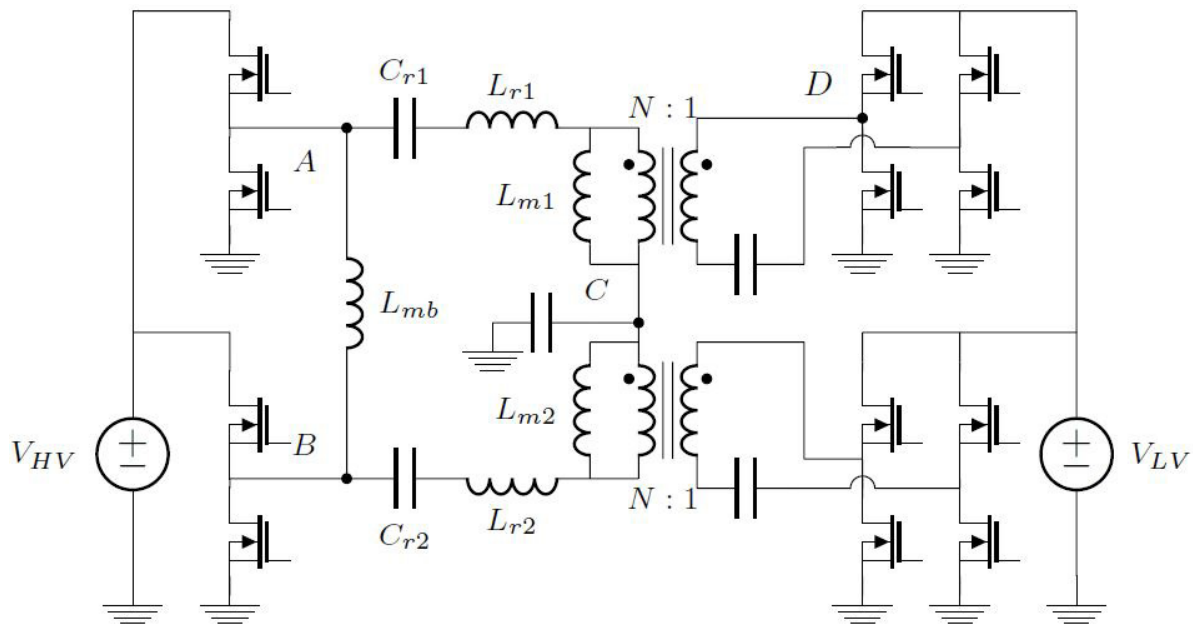 C_{r1}
L_{r1}
D
N : 1
A
L_{m1}
C
L_{mb}
L_{m2}
V_{HV}
B
V_{LV}
N : 1
C_{r2}
L_{r2}